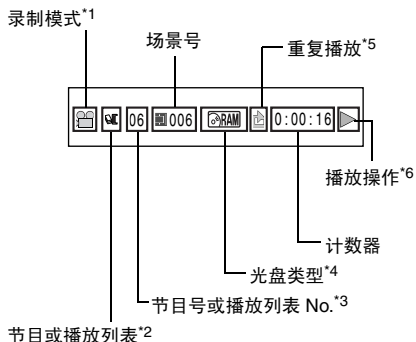 录制模式*1
场景号
重复播放*5
06 006 RAM 0:00:16
播放操作*6
计数器
光盘类型*4
节目号或播放列表 No.*3
节目或播放列表*2